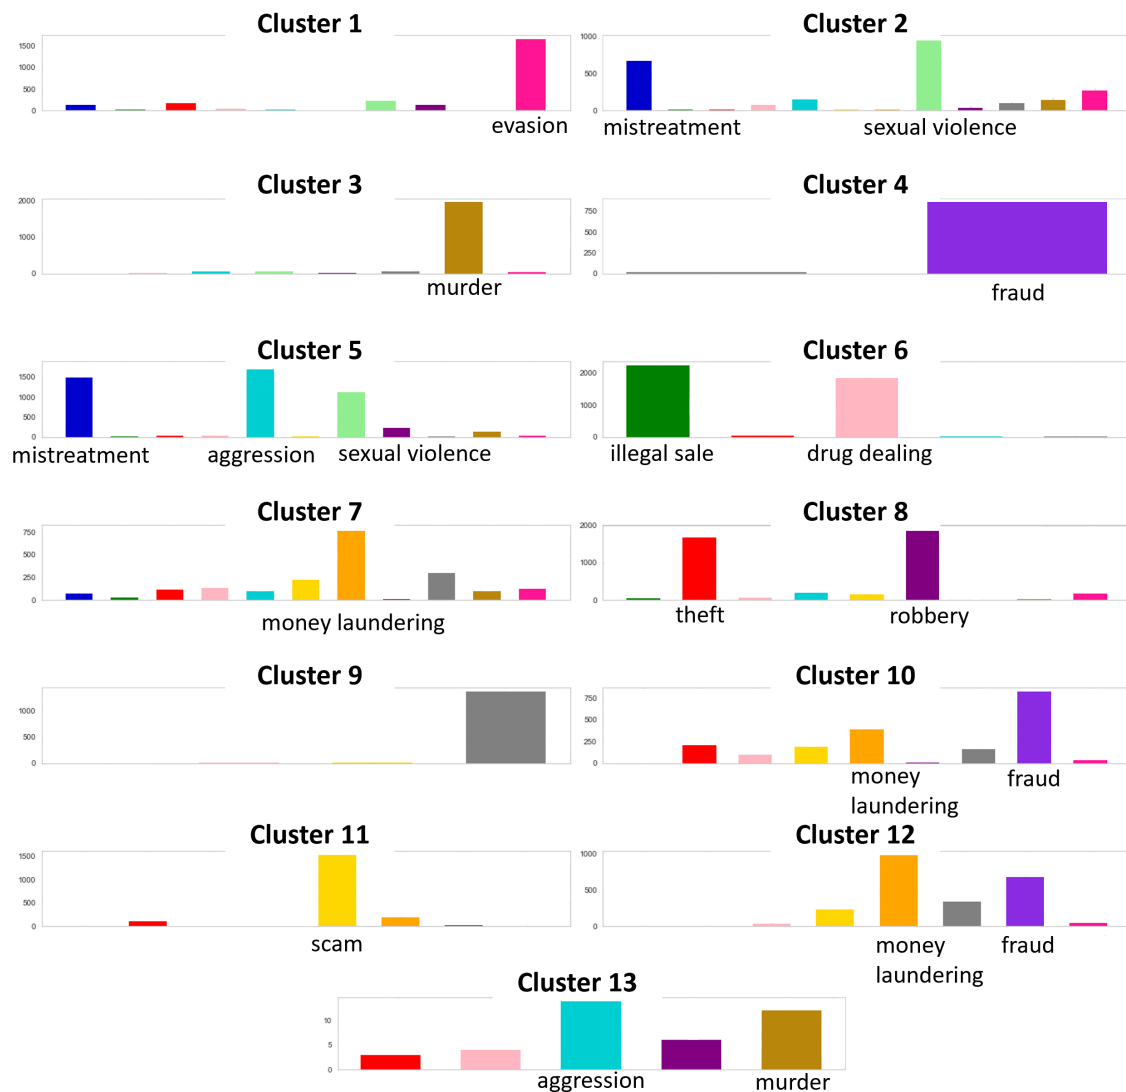 Cluster 1
1500
1000
500
0
evasion
Cluster 2
1000
500
0
mistreatment
sexual violence
Cluster 3
2000
1000
0
murder
Cluster 4
750
500
250
0
fraud
Cluster 5
1500
1000
500
0
mistreatment
aggression
sexual violence
Cluster 6
2000
1000
0
illegal sale
drug dealing
Cluster 7
750
500
250
0
money laundering
Cluster 8
2000
1000
0
theft
robbery
Cluster 9
1000
500
0
Cluster 10
750
500
250
0
money
laundering
fraud
Cluster 11
1500
1000
500
0
scam
Cluster 12
1000
500
0
money
laundering
fraud
Cluster 13
10
5
0
aggression
murder